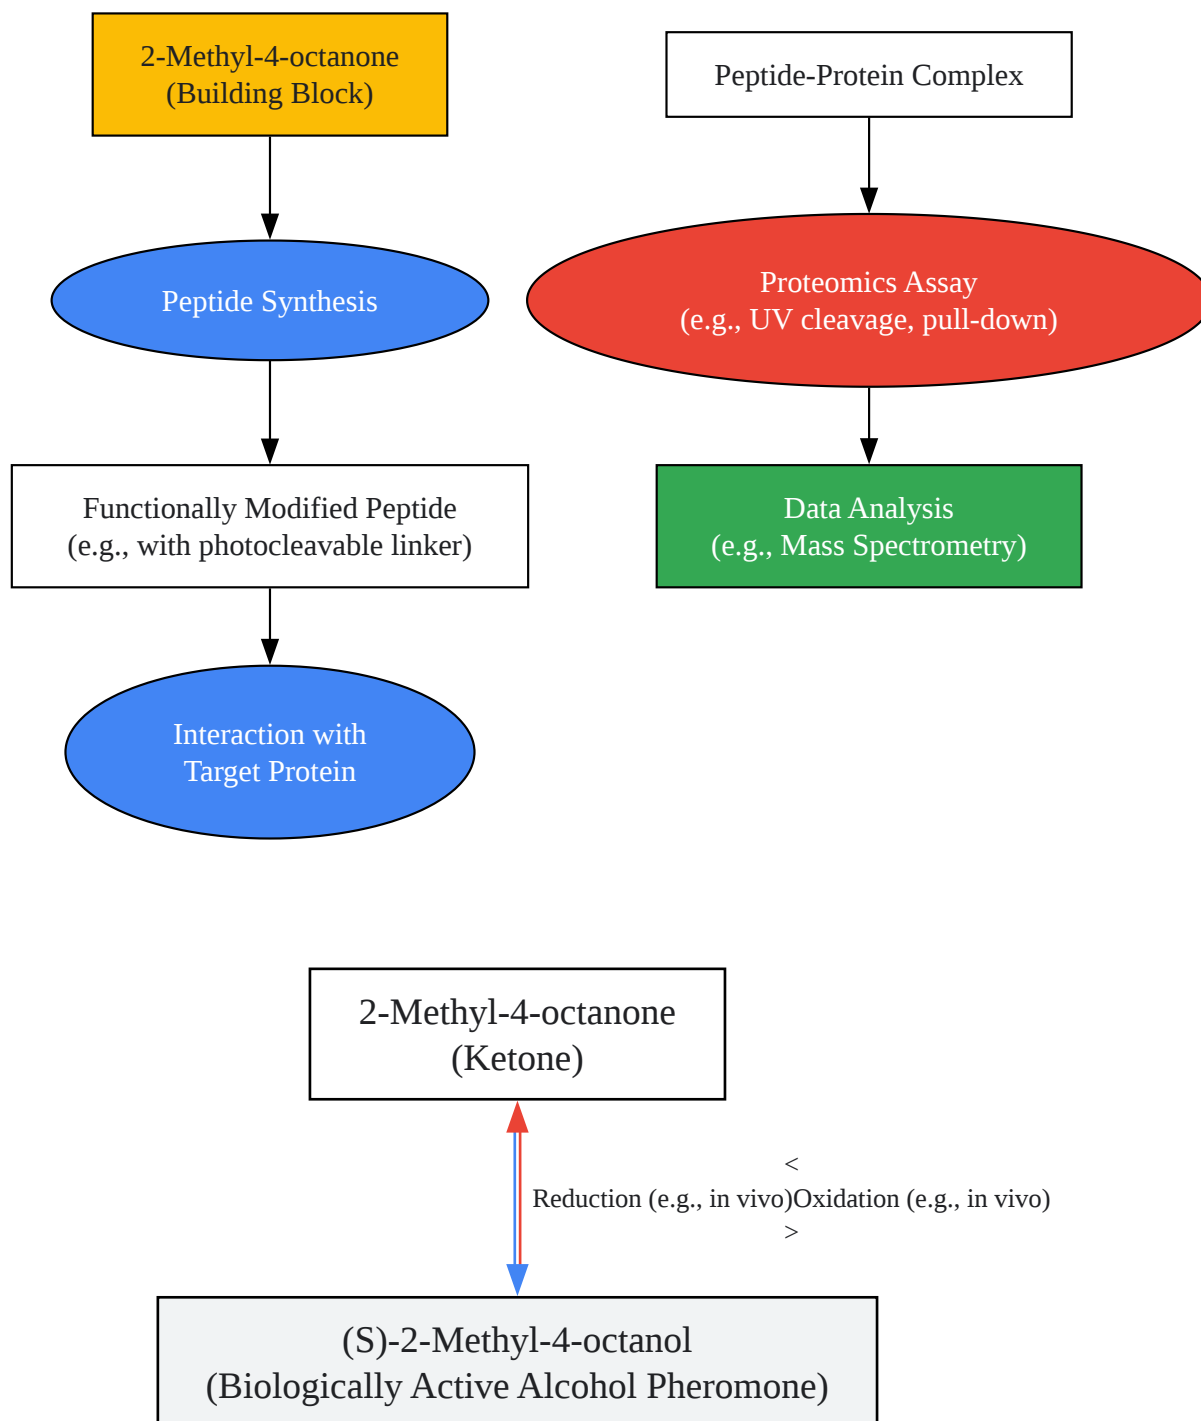 2-Methyl-4-octanone
(Building Block)
Peptide Synthesis
Functionally Modified Peptide
(e.g., with photocleavable linker)
Interaction with
Target Protein
Peptide-Protein Complex
Proteomics Assay
(e.g., UV cleavage, pull-down)
Data Analysis
(e.g., Mass Spectrometry)
2-Methyl-4-octanone
(Ketone)
<
Reduction (e.g., in vivo)Oxidation (e.g., in vivo)
>
(S)-2-Methyl-4-octanol
(Biologically Active Alcohol Pheromone)